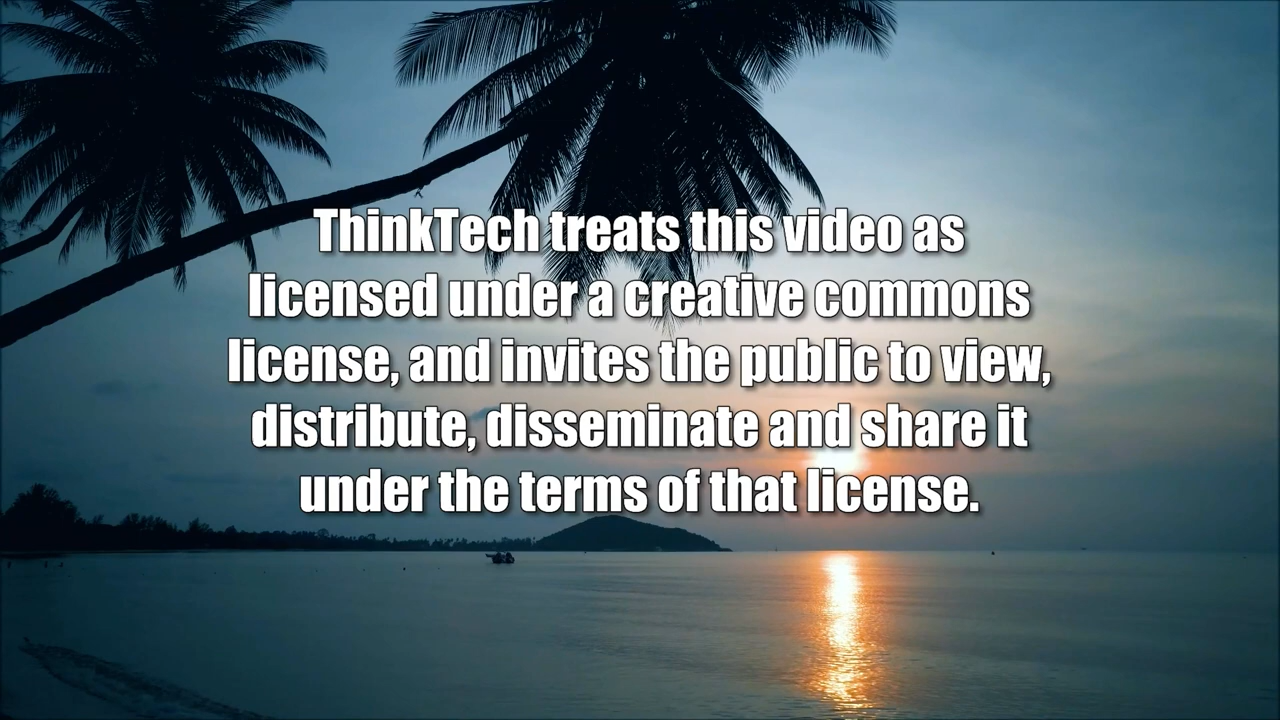 ThinkTech treats this video as
licensed under a creative commons
license, and invites the public to view,
distribute, disseminate and share it
under the terms of that license.